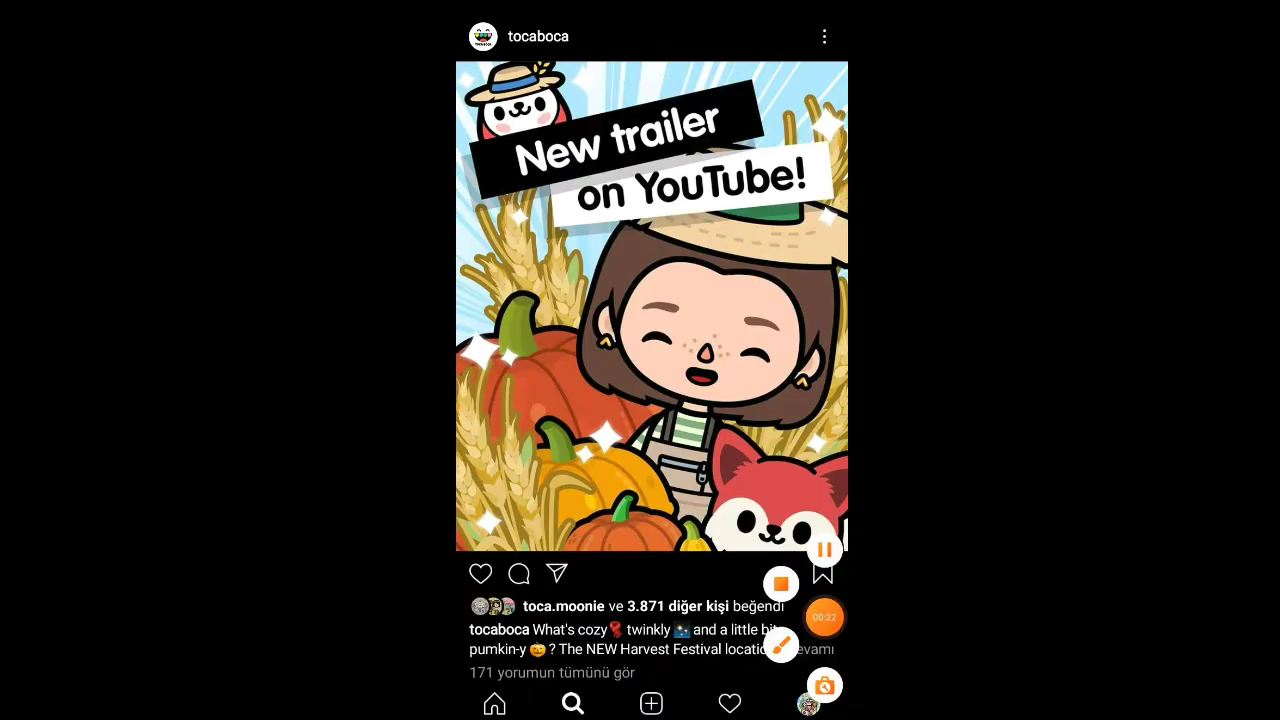 tocaboca
New trailer
on YouTube!
toca.moonie ve 3.871 diğer kişi beğendi
tocaboca What's cozy🧣 twinkly 🌠 and a little bit
pumkin-y 🎃 ? The NEW Harvest Festival locatio
171 yorumun tümünü gör
00:22